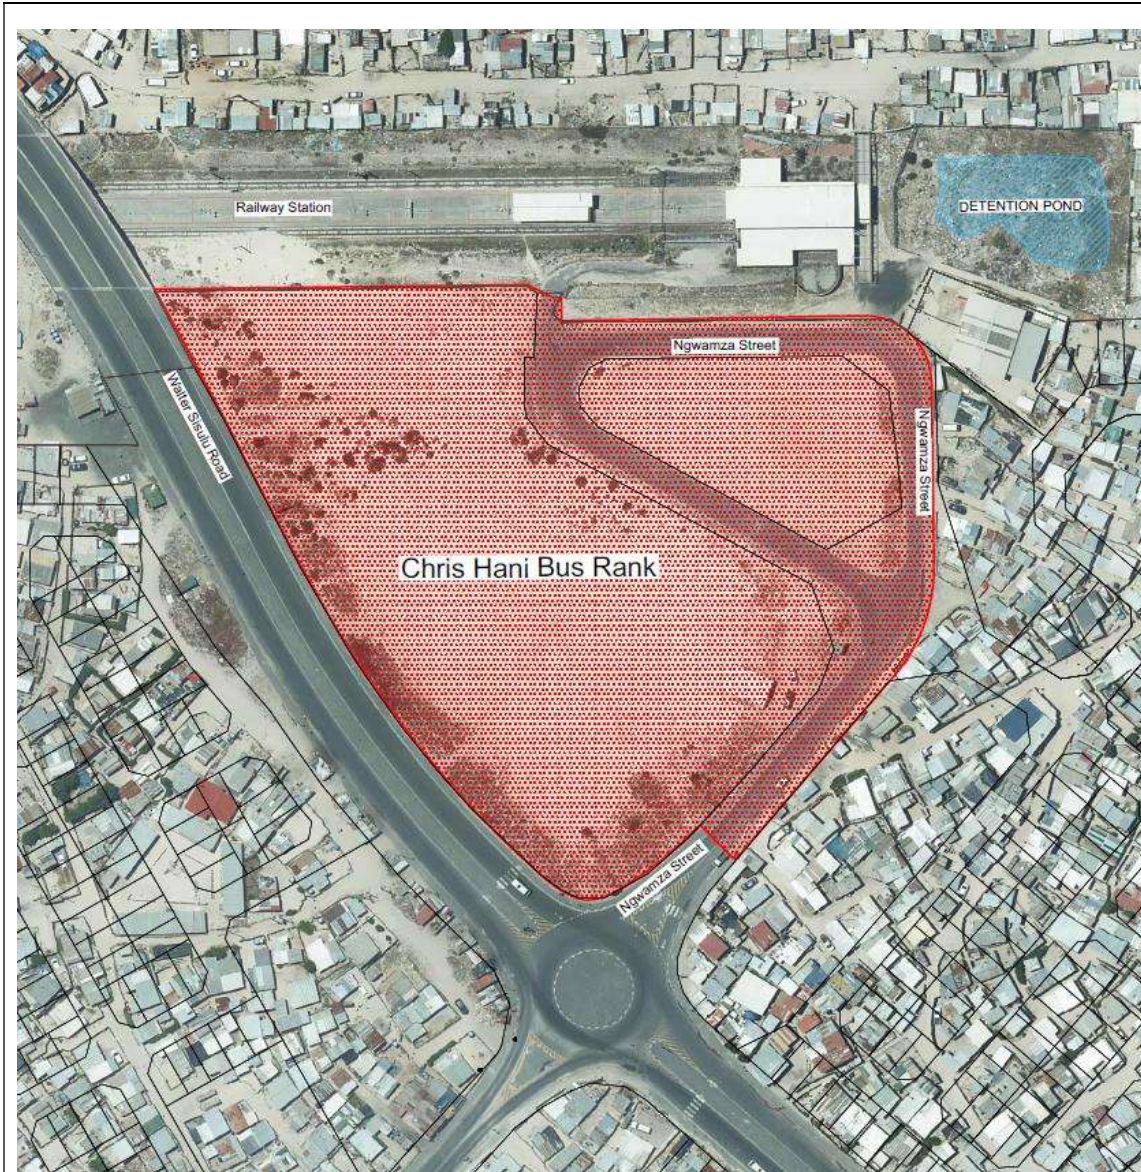 Railway Station
DETENTION POND
Ngwamza Street
Walter Sisulu Road
Ngwamza Street
Chris Hani Bus Rank
Ngwamza Street